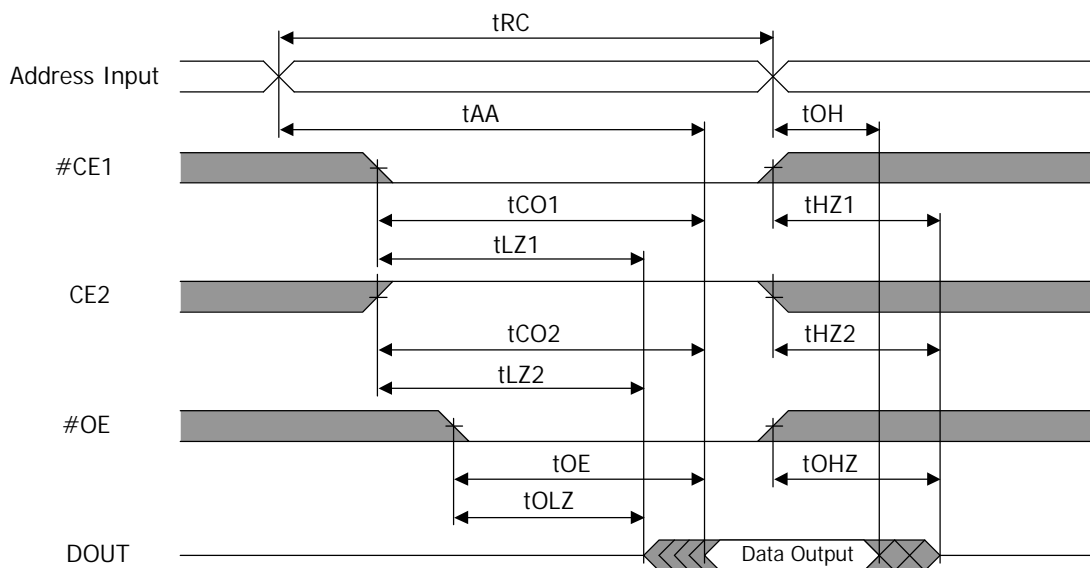 tRC
Address Input
tAA
tOH
#CE1
tCO1
tHZ1
tLZ1
CE2
tCO2
tHZ2
tLZ2
#OE
tOE
tOHZ
tOLZ
DOUT
Data Output